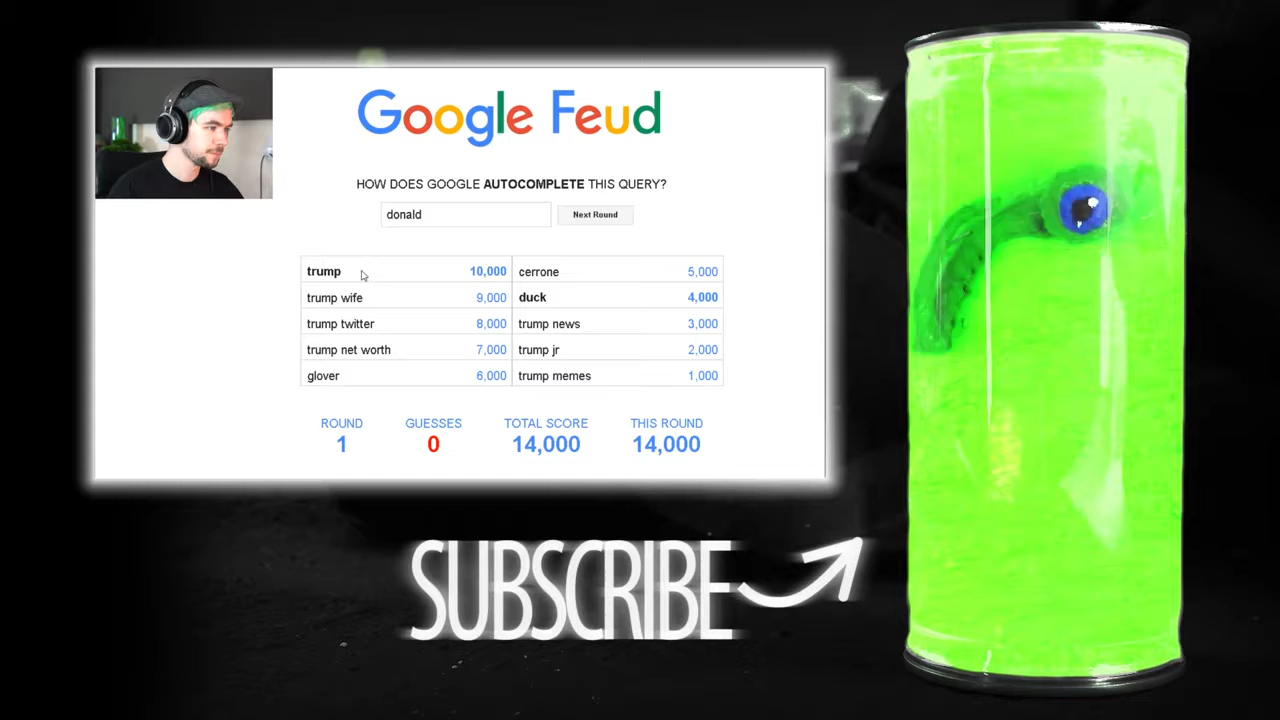 Google Feud
HOW DOES GOOGLE AUTOCOMPLETE THIS QUERY?
donald
Next Round
trump 10,000 cerrone 5,000
trump wife 9,000 duck 4,000
trump twitter 8,000 trump news 3,000
trump net worth 7,000 trump jr 2,000
glover 6,000 trump memes 1,000
ROUND GUESSES TOTAL SCORE THIS ROUND
1 0 14,000 14,000
SUBSCRIBE